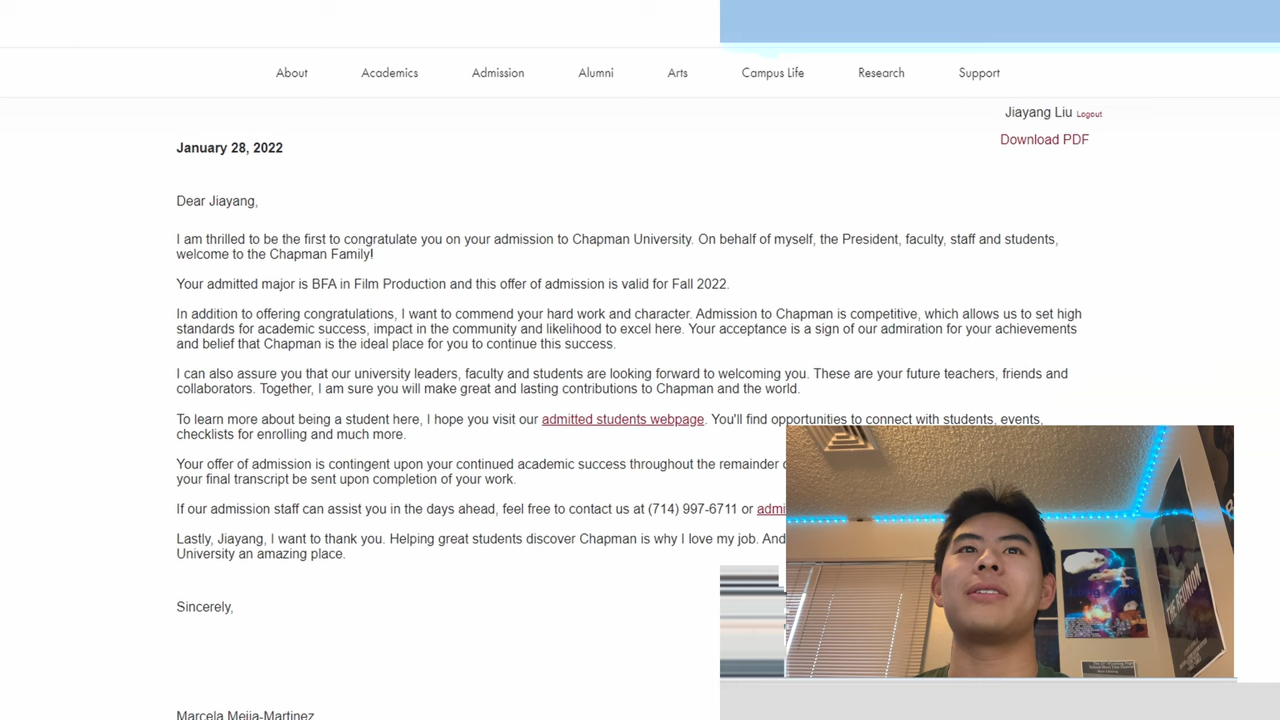 About Academics Admission Alumni Arts Campus Life Research Support
Jiayang Liu Logout
Download PDF
January 28, 2022
Dear Jiayang,
I am thrilled to be the first to congratulate you on your admission to Chapman University. On behalf of myself, the President, faculty, staff and students,
welcome to the Chapman Family!
Your admitted major is BFA in Film Production and this offer of admission is valid for Fall 2022.
In addition to offering congratulations, I want to commend your hard work and character. Admission to Chapman is competitive, which allows us to set high
standards for academic success, impact in the community and likelihood to excel here. Your acceptance is a sign of our admiration for your achievements
and belief that Chapman is the ideal place for you to continue this success.
I can also assure you that our university leaders, faculty and students are looking forward to welcoming you. These are your future teachers, friends and
collaborators. Together, I am sure you will make great and lasting contributions to Chapman and the world.
To learn more about being a student here, I hope you visit our admitted students webpage. You'll find opportunities to connect with students, events,
checklists for enrolling and much more.
Your offer of admission is contingent upon your continued academic success throughout the remainder
your final transcript be sent upon completion of your work.
If our admission staff can assist you in the days ahead, feel free to contact us at (714) 997-6711 or admi
Lastly, Jiayang, I want to thank you. Helping great students discover Chapman is why I love my job. And
University an amazing place.
Sincerely,
Marcela Mejia-Martinez
THE REUNION